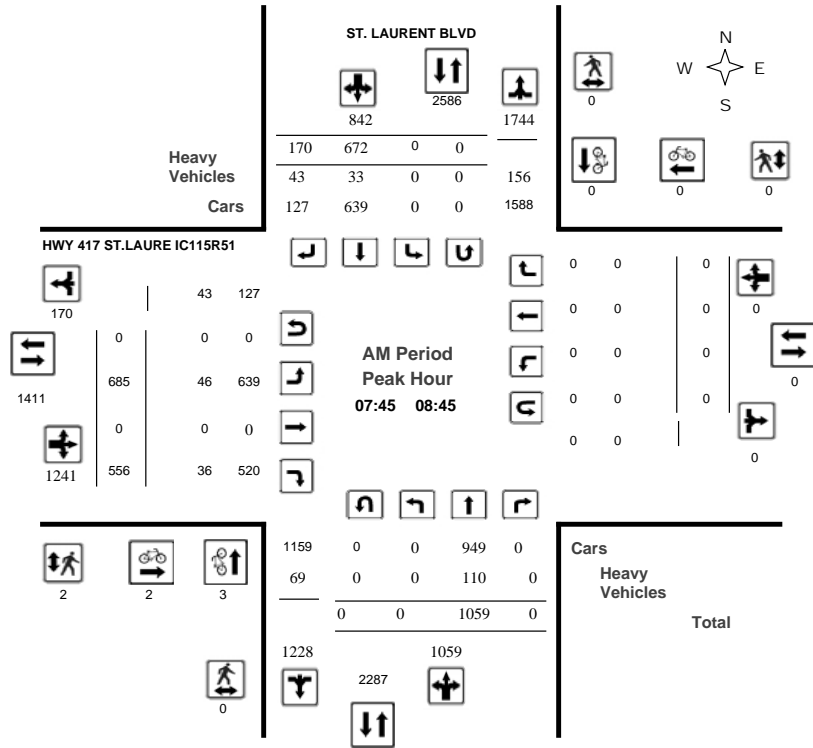 ST. LAURENT BLVD
N
W E
S
2586
0
842 1744
170 672 0 0
Heavy
Vehicles 43 33 0 0 156
Cars 127 639 0 0 1588
0 0 0
HWY 417 ST.LAURE IC115R51
170 43 127
0 0 0
685 46 639
1411
0 0 0
1241 556 36 520
AM Period
Peak Hour
07:45 08:45
0 0 0
0 0 0 0
0 0 0
0
0 0 0
0 0
0
1159 0 0 949 0 Cars
69 0 0 110 0 Heavy
Vehicles
2 2 3
0 0 1059 0 Total
1228 1059
2287
0